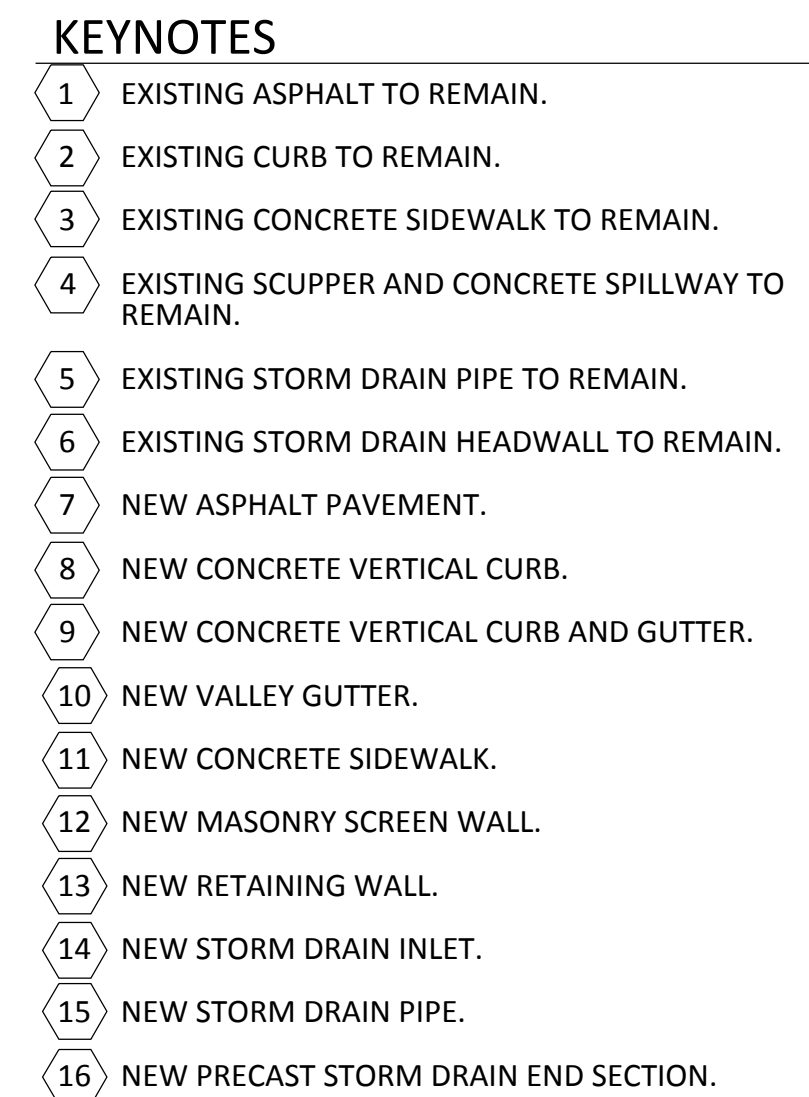 KEYNOTES
1 EXISTING ASPHALT TO REMAIN.
2 EXISTING CURB TO REMAIN.
3 EXISTING CONCRETE SIDEWALK TO REMAIN.
4 EXISTING SCUPPER AND CONCRETE SPILLWAY TO
REMAIN.
5 EXISTING STORM DRAIN PIPE TO REMAIN.
6 EXISTING STORM DRAIN HEADWALL TO REMAIN.
7 NEW ASPHALT PAVEMENT.
8 NEW CONCRETE VERTICAL CURB.
9 NEW CONCRETE VERTICAL CURB AND GUTTER.
10 NEW VALLEY GUTTER.
11 NEW CONCRETE SIDEWALK.
12 NEW MASONRY SCREEN WALL.
13 NEW RETAINING WALL.
14 NEW STORM DRAIN INLET.
15 NEW STORM DRAIN PIPE.
16 NEW PRECAST STORM DRAIN END SECTION.